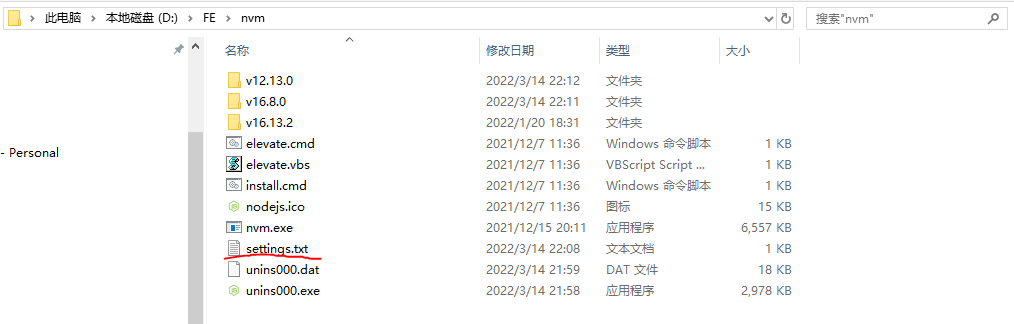 此电脑 > 本地磁盘 (D:) > FE > nvm
搜索"nvm"
名称 修改日期 类型 大小
v12.13.0 2022/3/14 22:12 文件夹
v16.8.0 2022/3/14 22:11 文件夹
v16.13.2 2022/1/20 18:31 文件夹
elevate.cmd 2021/12/7 11:36 Windows 命令脚本 1 KB
- Personal
elevate.vbs 2021/12/7 11:36 VBScript Script ... 1 KB
install.cmd 2021/12/7 11:36 Windows 命令脚本 1 KB
nodejs.ico 2021/12/7 11:36 图标 15 KB
nvm.exe 2021/12/15 20:11 应用程序 6,557 KB
settings.txt 2022/3/14 22:08 文本文档 1 KB
unins000.dat 2022/3/14 21:59 DAT 文件 18 KB
unins000.exe 2022/3/14 21:58 应用程序 2,978 KB